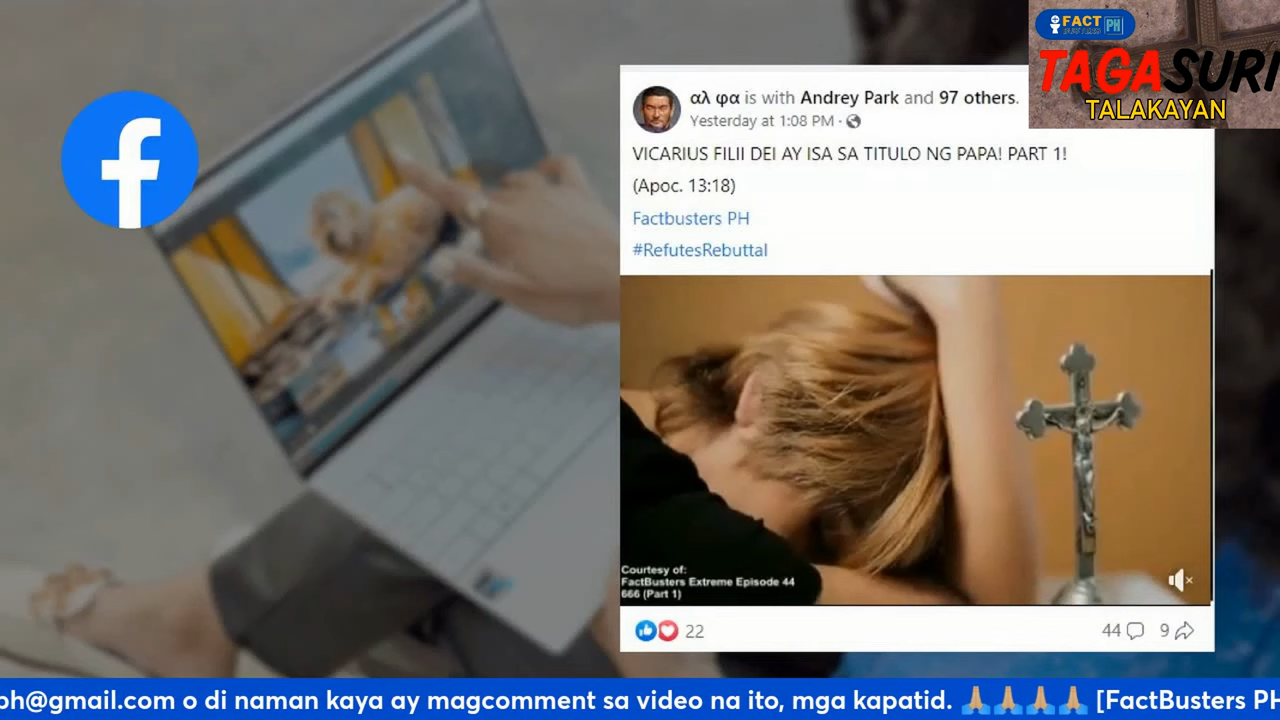 FACT
BUSTERS PH
TAGASURI
TALAKAYAN
f
αλ φα is with Andrey Park and 97 others.
Yesterday at 1:08 PM ·
VICARIUS FILII DEI AY ISA SA TITULO NG PAPA! PART 1!
(Apoc. 13:18)
Factbusters PH
#RefutesRebuttal
Courtesy of:
FactBusters Extreme Episode 44
666 (Part 1)
22
44
9
ph@gmail.com o di naman kaya ay magcomment sa video na ito, mga kapatid. 🙏🏽🙏🏽🙏🏽🙏🏽 [FactBusters PH